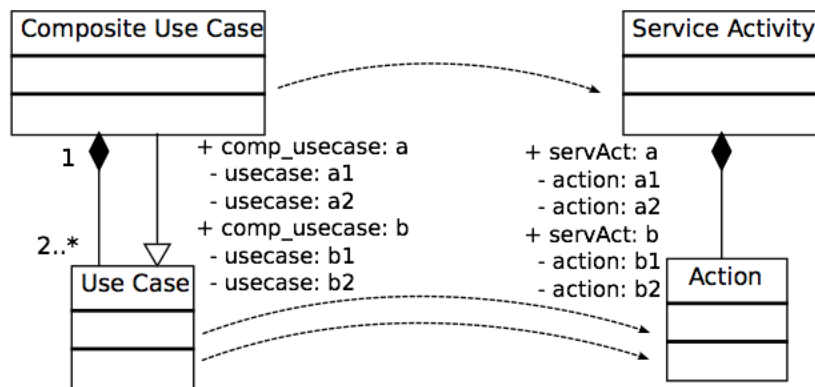 Composite Use Case
Service Activity
1
+ comp_usecase: a
- usecase: a1
- usecase: a2
+ comp_usecase: b
- usecase: b1
- usecase: b2
+ servAct: a
- action: a1
- action: a2
+ servAct: b
- action: b1
- action: b2
2..*
Use Case
Action